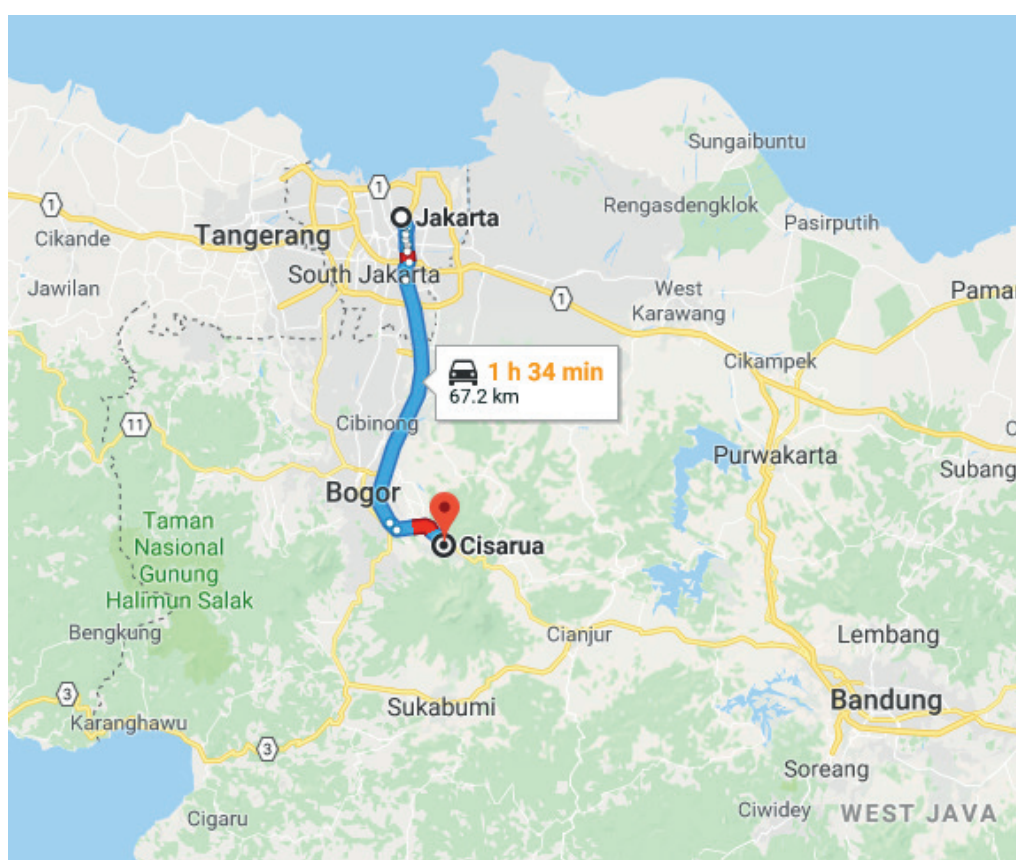 Sungaibuntu
1
Rengasdengklok
1
Jakarta
Pasirputih
Cikande
Tangerang
South Jakarta
Jawilan
1
West
Karawang
Pamar
1 h 34 min
67.2 km
Cikampek
11
Cibinong
Purwakarta
Subang
Bogor
Taman
Nasional
Gunung
Halimun Salak
Cisarua
Bengkung
Cianjur
Lembang
3
Karanghawu
Sukabumi
Bandung
3
Soreang
Cigaru
Ciwidey
WEST JAVA